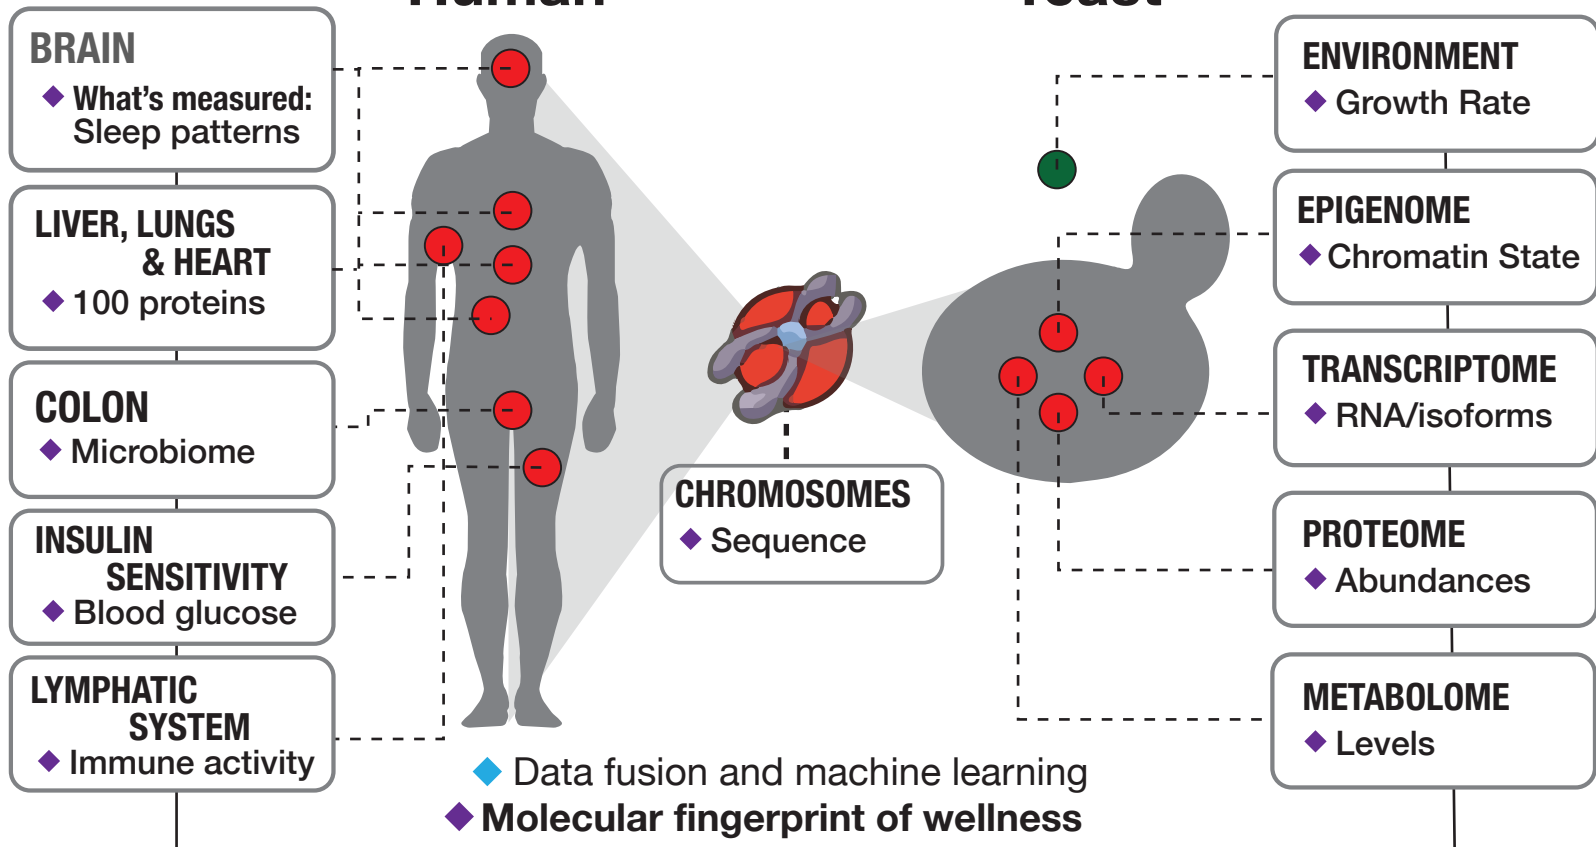 Human
Yeast
BRAIN
What's measured:
Sleep patterns
LIVER, LUNGS
& HEART
100 proteins
COLON
Microbiome
INSULIN
SENSITIVITY
Blood glucose
LYMPHATIC
SYSTEM
Immune activity
CHROMOSOMES
Sequence
ENVIRONMENT
Growth Rate
EPIGENOME
Chromatin State
TRANSCRIPTOME
RNA/isoforms
PROTEOME
Abundances
METABOLOME
Levels
Data fusion and machine learning
Molecular fingerprint of wellness